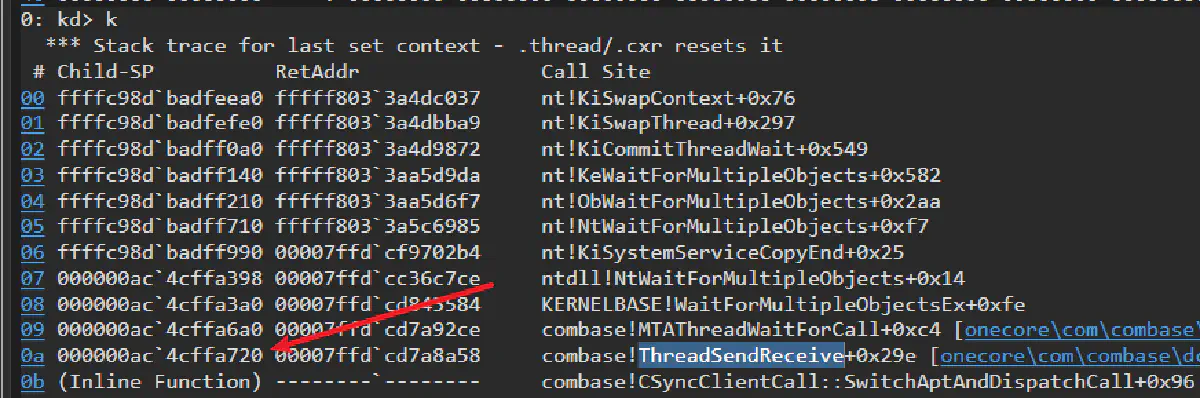 0: kd> k
*** Stack trace for last set context - .thread/.cxr resets it
# Child-SP RetAddr Call Site
00 ffffc98d`badfeea0 fffff803`3a4dc037 nt!KiSwapContext+0x76
01 ffffc98d`badfefe0 fffff803`3a4dbba9 nt!KiSwapThread+0x297
02 ffffc98d`badff0a0 fffff803`3a4d9872 nt!KiCommitThreadWait+0x549
03 ffffc98d`badff140 fffff803`3aa5d9da nt!KeWaitForMultipleObjects+0x582
04 ffffc98d`badff210 fffff803`3aa5d6f7 nt!ObWaitForMultipleObjects+0x2aa
05 ffffc98d`badff710 fffff803`3a5c6985 nt!NtWaitForMultipleObjects+0xf7
06 ffffc98d`badff990 00007ffd`cf9702b4 nt!KiSystemServiceCopyEnd+0x25
07 000000ac`4cffa398 00007ffd`cc36c7ce ntdll!NtWaitForMultipleObjects+0x14
08 000000ac`4cffa3a0 00007ffd`cd845584 KERNELBASE!WaitForMultipleObjectsEx+0xfe
09 000000ac`4cffa6a0 00007ffd`cd7a92ce combase!MTAThreadWaitForCall+0xc4 [onecore\com\combase\
0a 000000ac`4cffa720 00007ffd`cd7a8a58 combase!ThreadSendReceive+0x29e [onecore\com\combase\dc
0b (Inline Function) --------`-------- combase!CSyncClientCall::SwitchAptAndDispatchCall+0x96